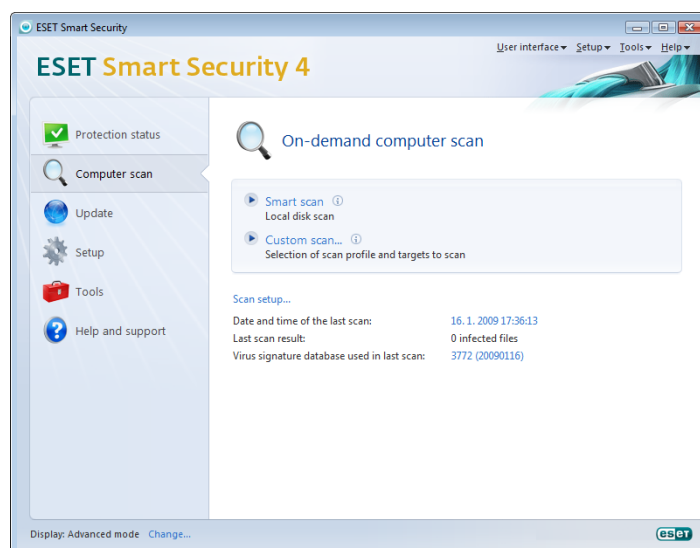 ESET Smart Security
User interface Setup Tools Help
ESET Smart Security 4
Protection status
Computer scan
Update
Setup
Tools
Help and support
On-demand computer scan
Smart scan
Local disk scan
Custom scan...
Selection of scan profile and targets to scan
Scan setup...
Date and time of the last scan: 16. 1. 2009 17:36:13
Last scan result: 0 infected files
Virus signature database used in last scan: 3772 (20090116)
Display: Advanced mode Change...
eset